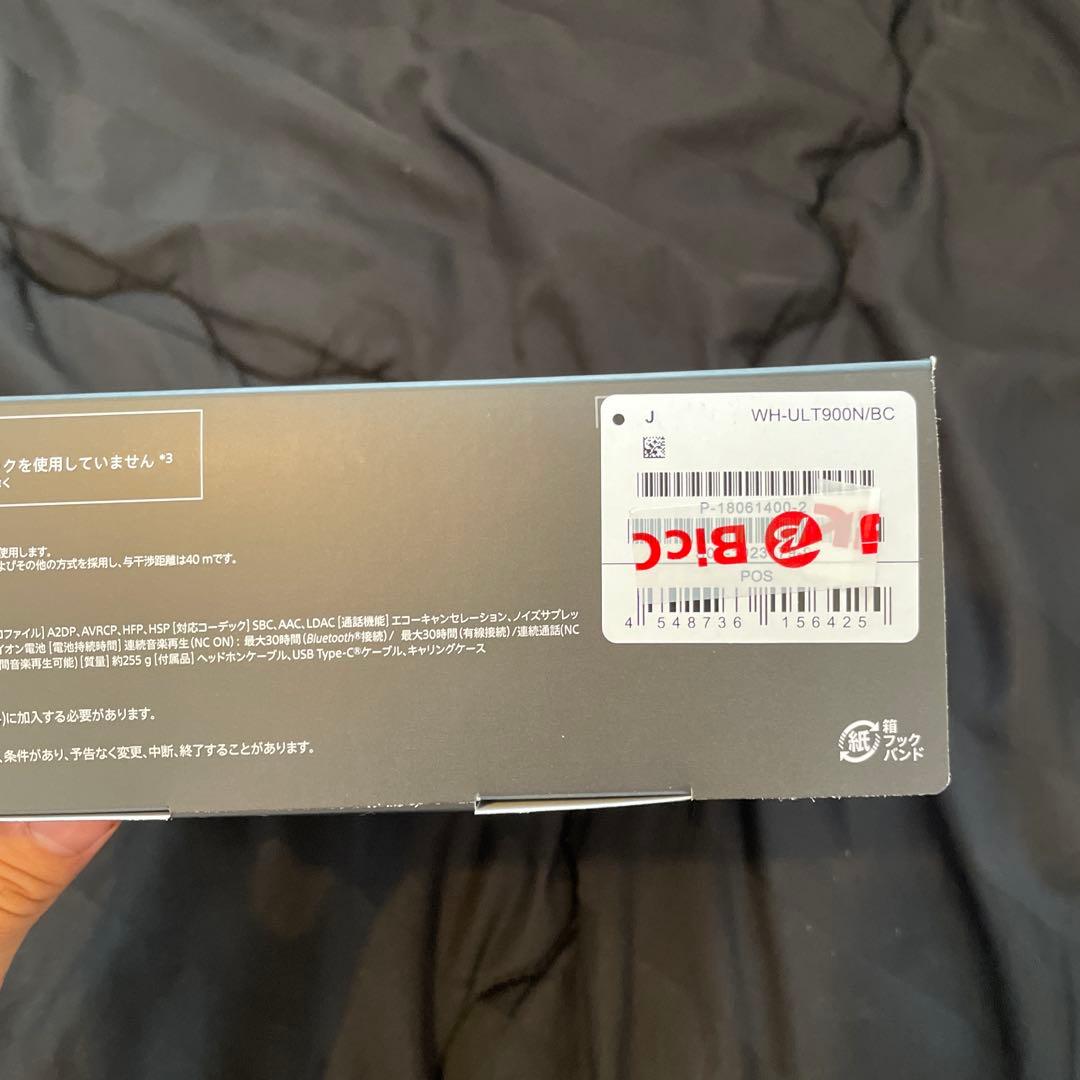 クを使用していません *3
く
使用します。
よびその他の方式を採用し、与干渉距離は40 mです。
ロファイル] A2DP、AVRCP、HFP、HSP [対応コーデック] SBC、AAC、LDAC [通話機能] エコーキャンセレーション、ノイズサプレッ
イオン電池 [電池持続時間] 連続音楽再生(NC ON)：最大30時間(Bluetooth®接続)/ 最大30時間(有線接続)/連続通話(NC
間音楽再生可能) [質量] 約255 g [付属品] ヘッドホンケーブル、USB Type-C®ケーブル、キャリングケース
)に加入する必要があります。
、条件があり、予告なく変更、中断、終了することがあります。
J WH-ULT900N/BC
P-18061400-2
BicC
POS
4 548736 156425
紙 箱
フック
バンド